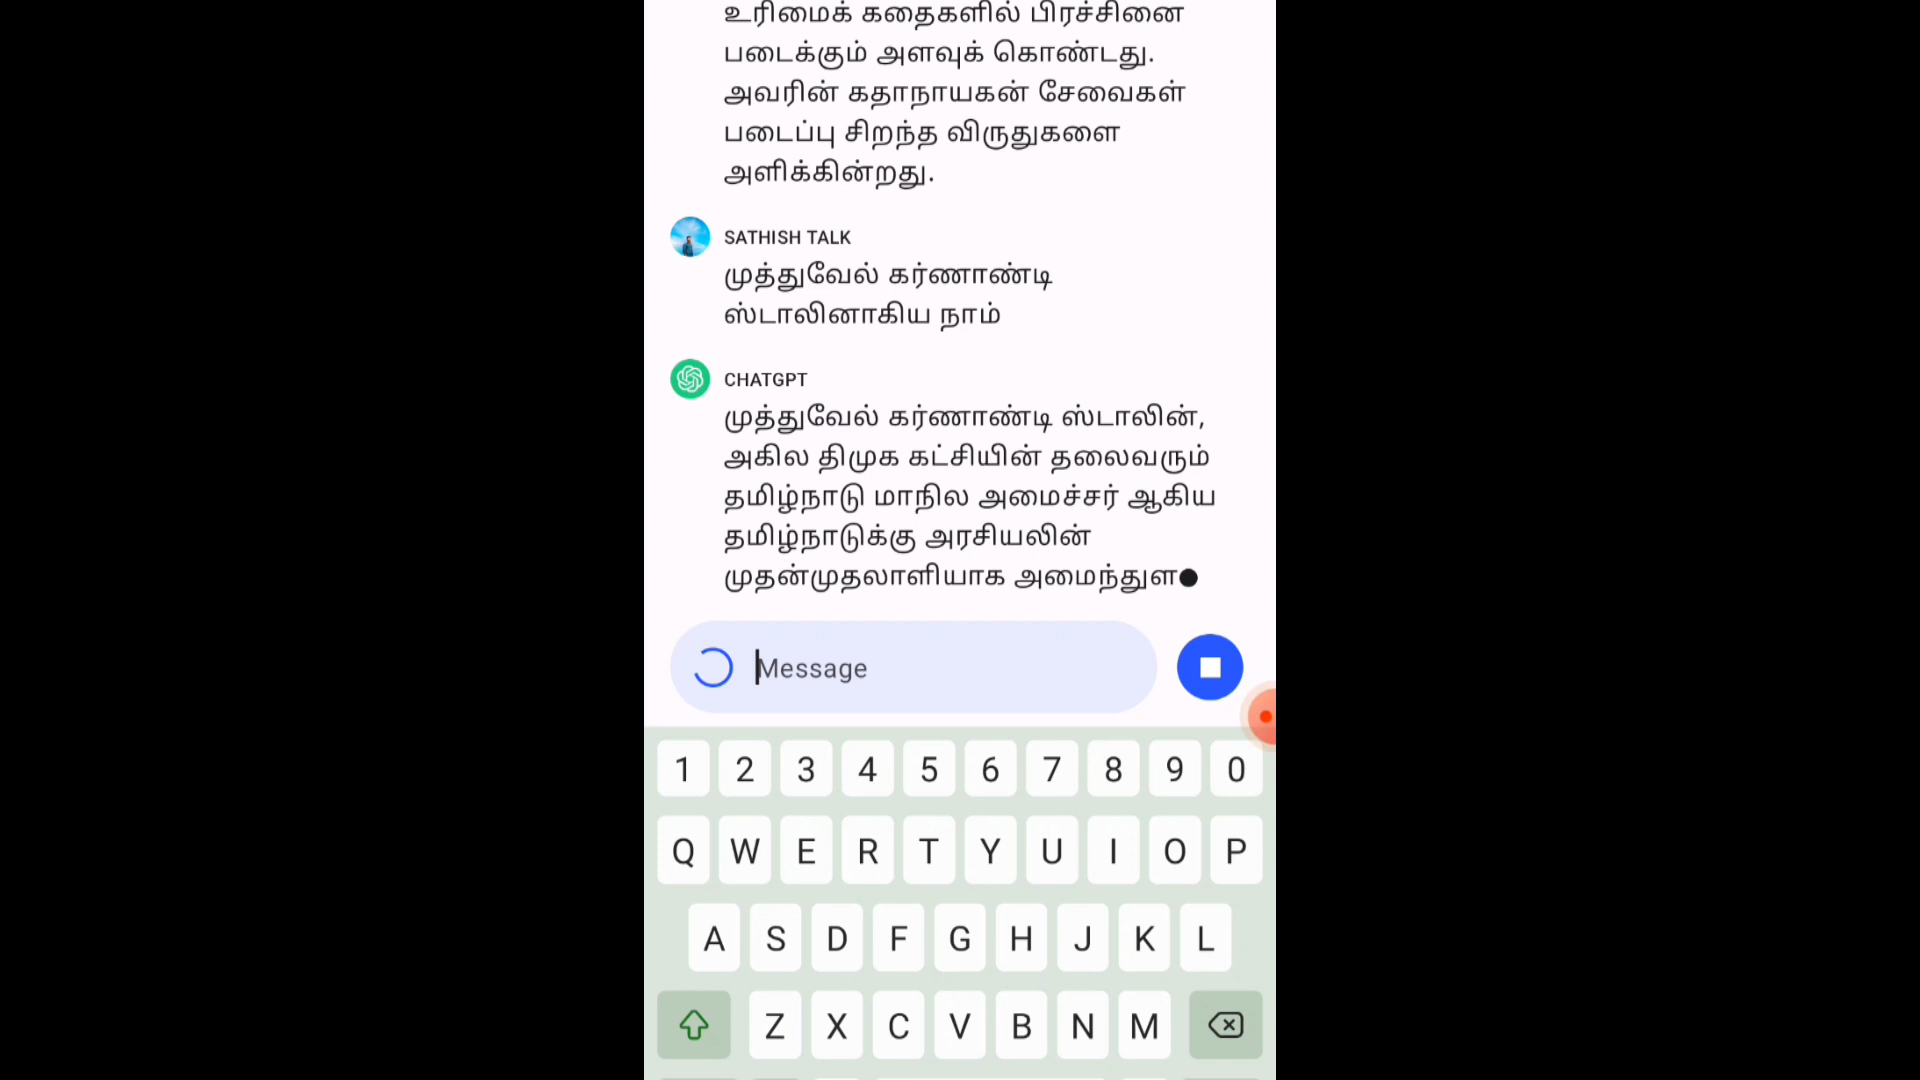 உரிமைக் கதைகளில் பிரச்சினை
படைக்கும் அளவுக் கொண்டது.
அவரின் கதாநாயகன் சேவைகள்
படைப்பு சிறந்த விருதுகளை
அளிக்கின்றது.
SATHISH TALK
முத்துவேல் கர்ணாண்டி
ஸ்டாலினாகிய நாம்
CHATGPT
முத்துவேல் கர்ணாண்டி ஸ்டாலின்,
அகில திமுக கட்சியின் தலைவரும்
தமிழ்நாடு மாநில அமைச்சர் ஆகிய
தமிழ்நாடுக்கு அரசியலின்
முதன்முதலாளியாக அமைந்துள
Message
1 2 3 4 5 6 7 8 9 0
Q W E R T Y U I O P
A S D F G H J K L
Z X C V B N M